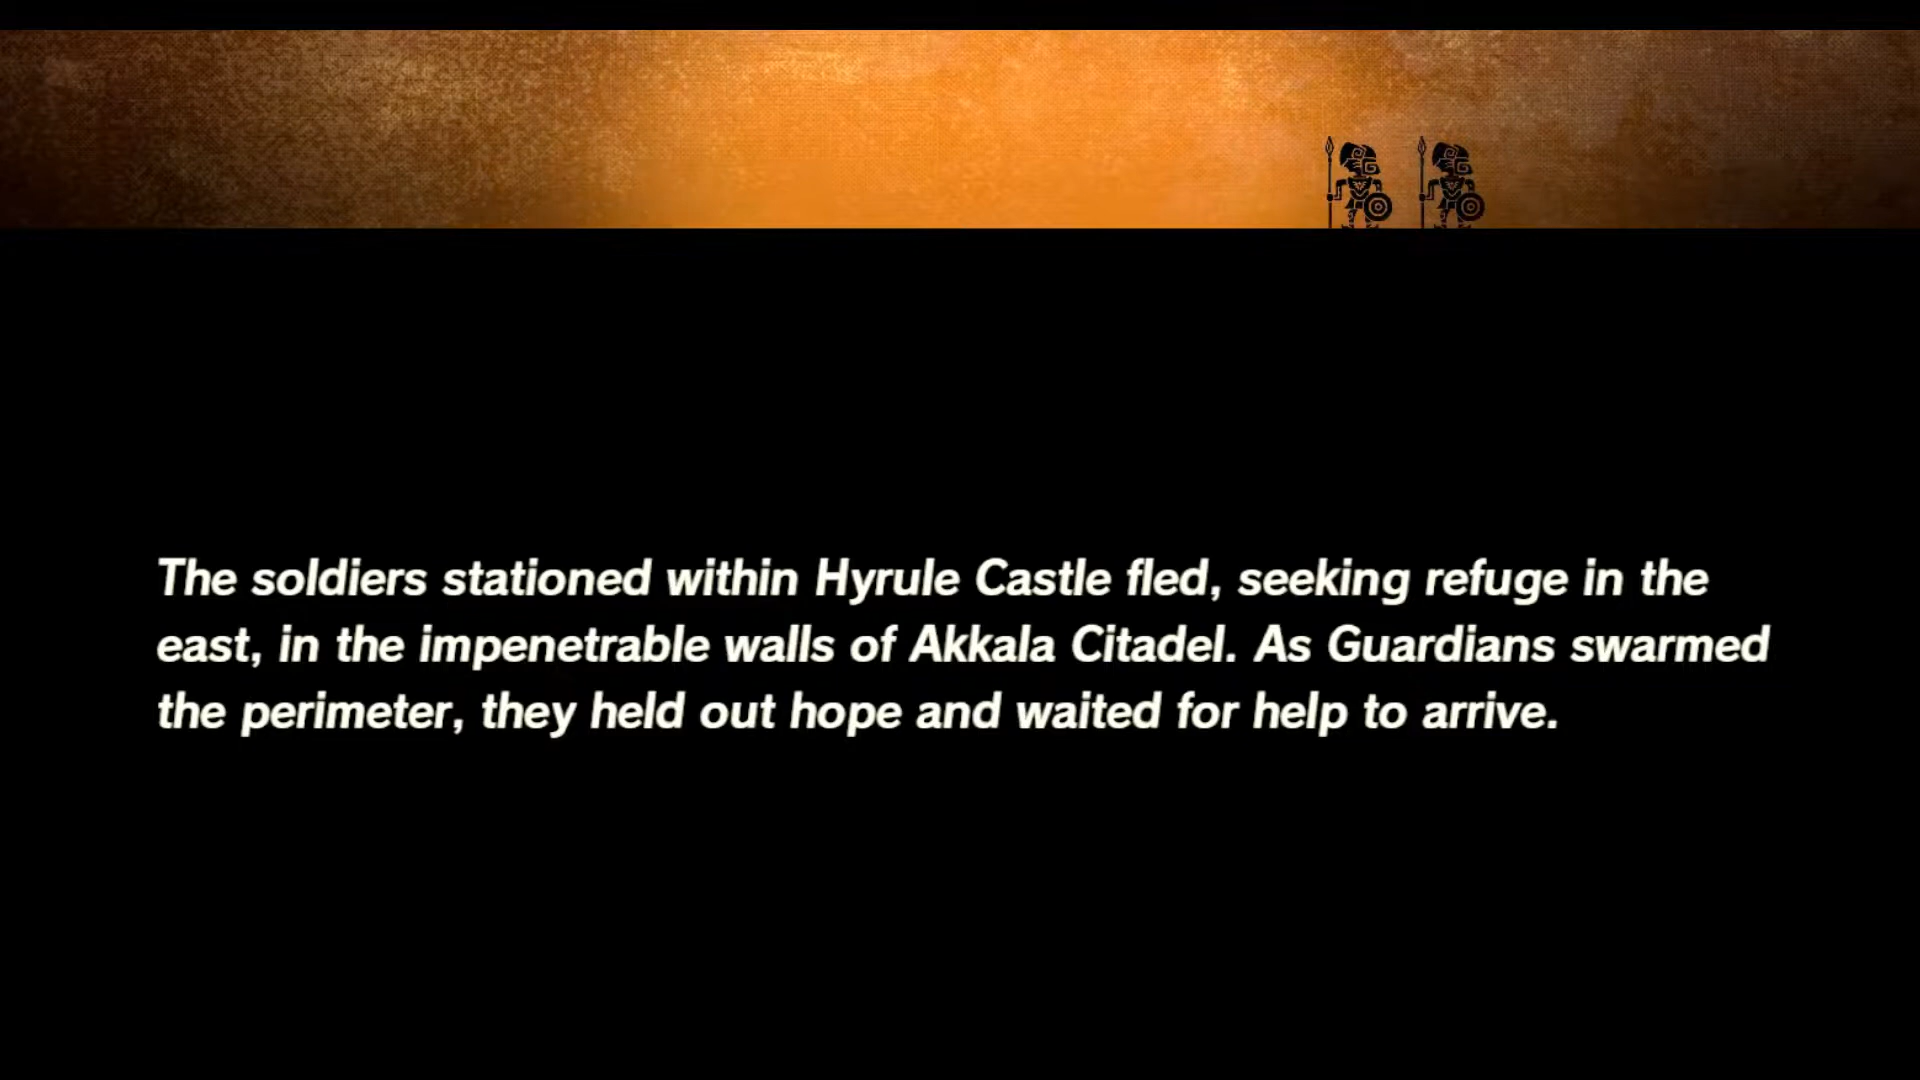 The soldiers stationed within Hyrule Castle fled, seeking refuge in the
east, in the impenetrable walls of Akkala Citadel. As Guardians swarmed
the perimeter, they held out hope and waited for help to arrive.